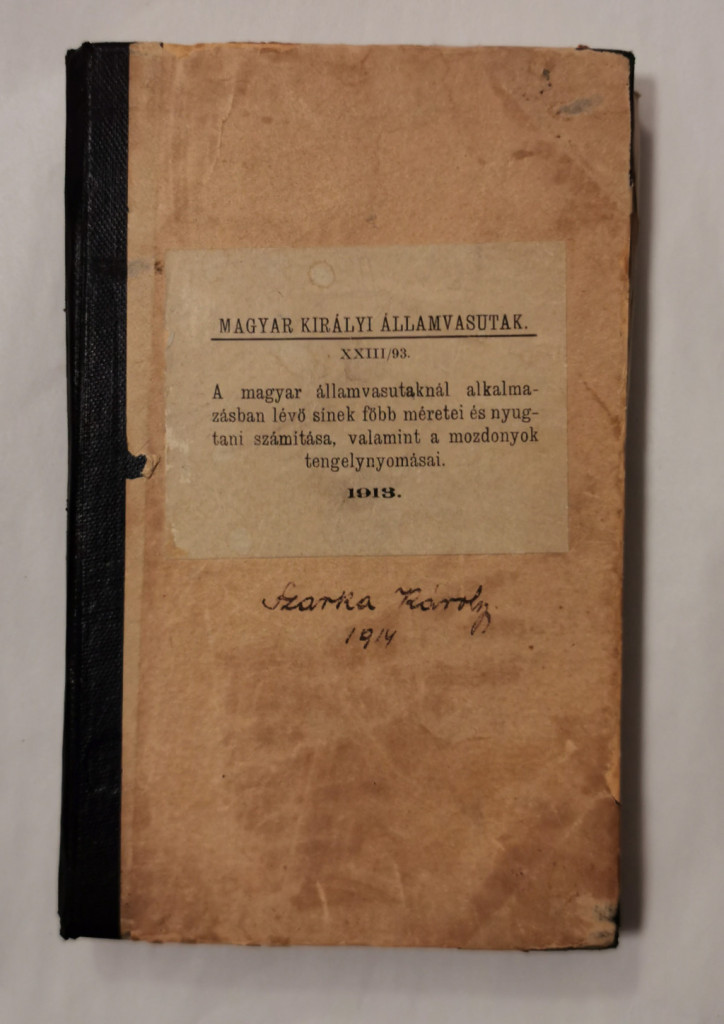 MAGYAR KIRÁLYI ÁLLAMVASUTAK.
XXIII/93.
A magyar államvasutaknál alkalma-
zásban lévő sínek főbb méretei és nyug-
tani számítása, valamint a mozdonyok
tengelynyomásai.
1913.
Szarka Károly
1914